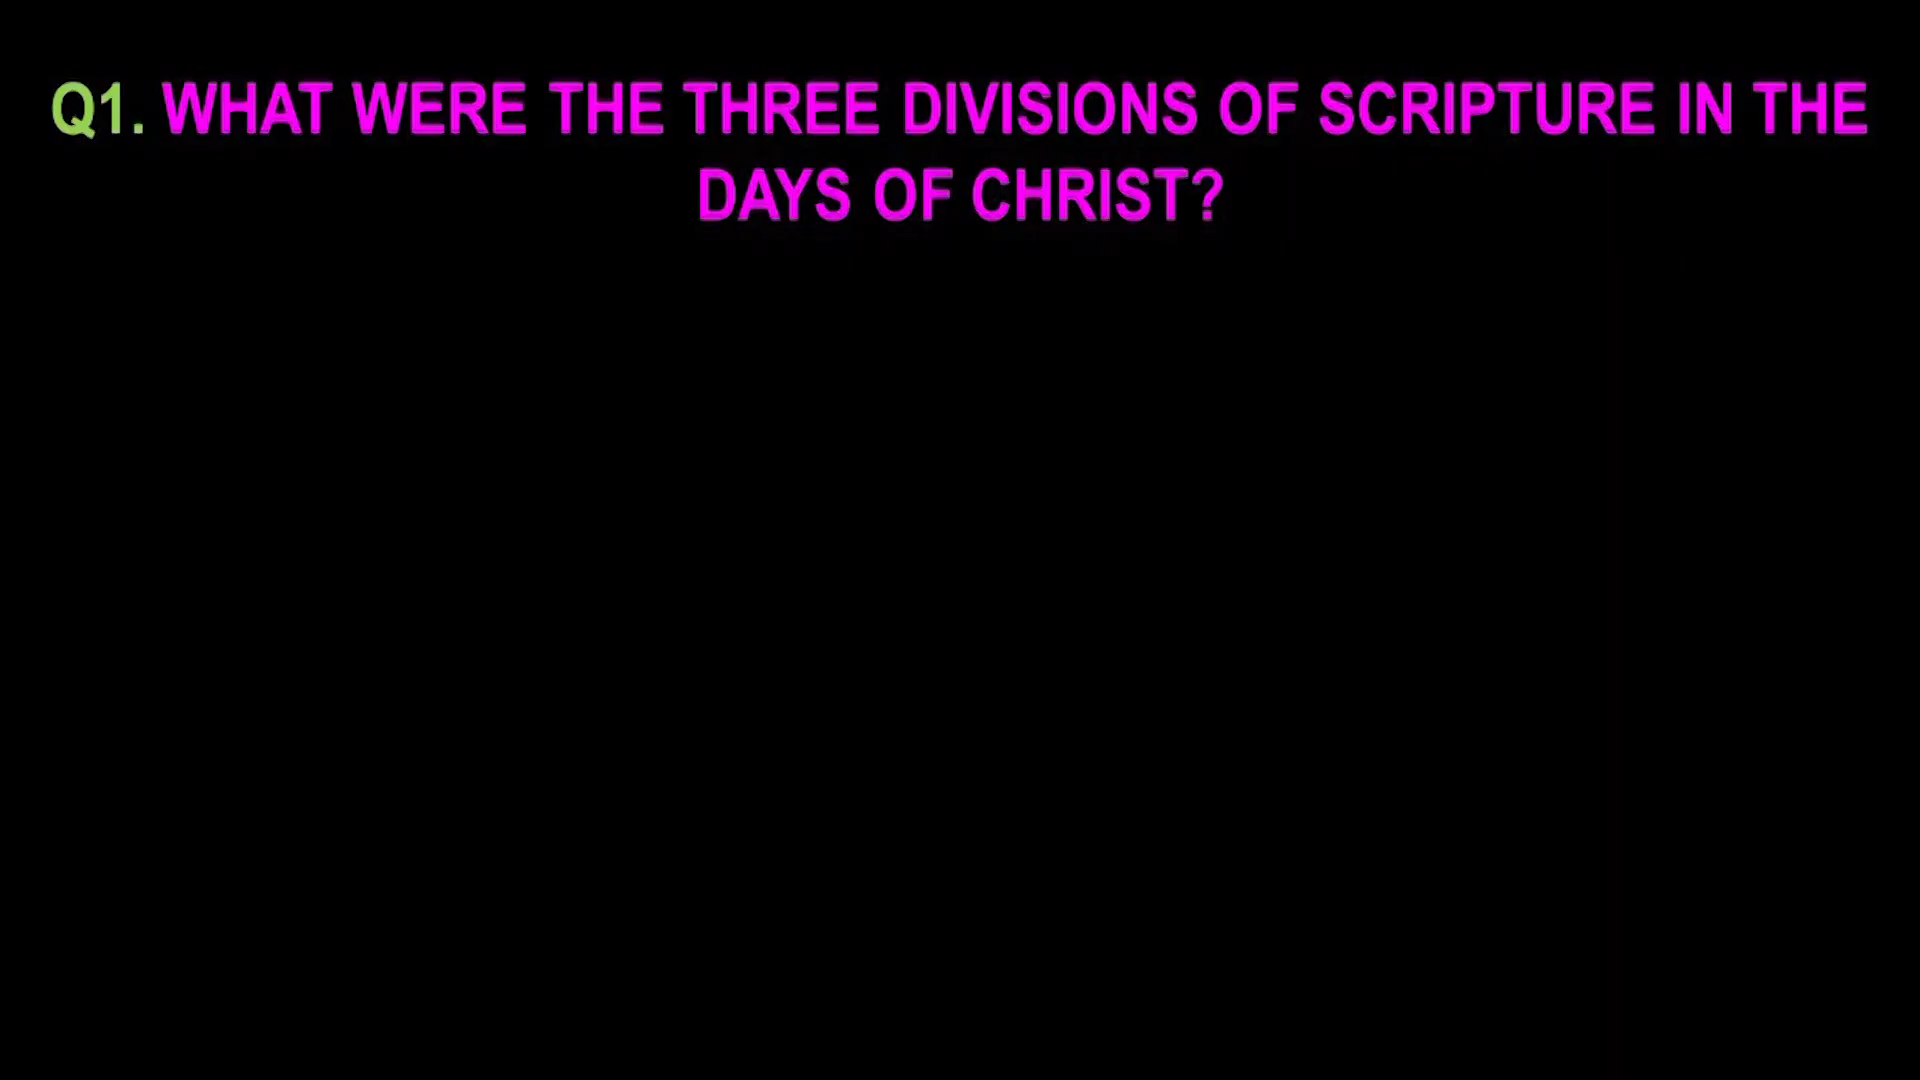 Q1. WHAT WERE THE THREE DIVISIONS OF SCRIPTURE IN THE
DAYS OF CHRIST?